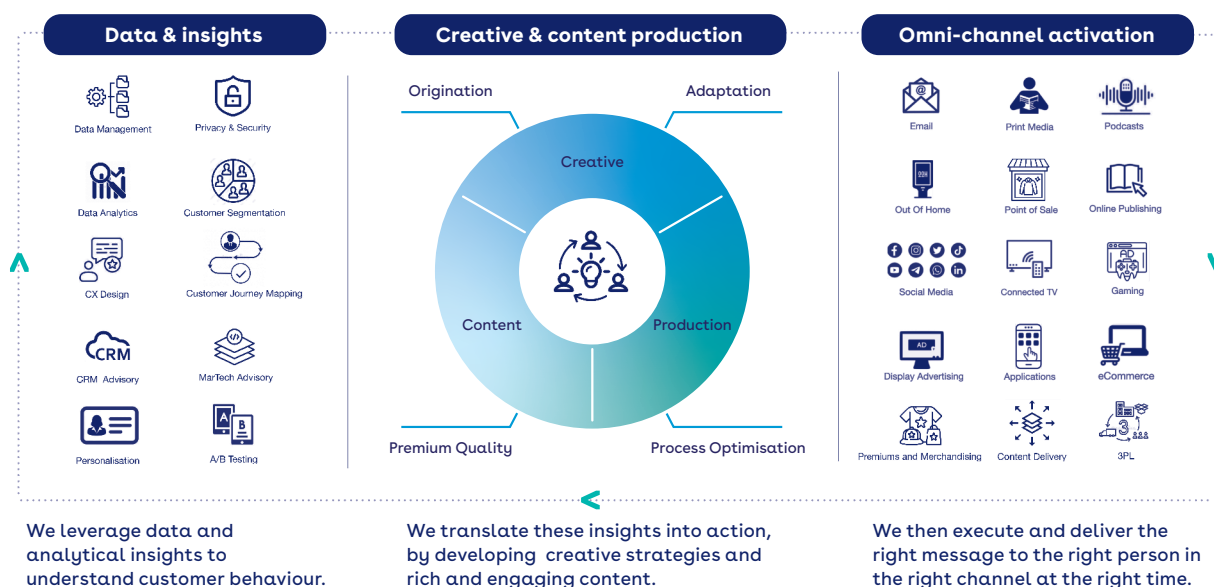 Data & insights
Creative & content production
Omni-channel activation
Data Management
Privacy & Security
Data Analytics
Customer Segmentation
CX Design
Customer Journey Mapping
CRM
CRM Advisory
MarTech Advisory
Personalisation
A
B
A/B Testing
Origination
Adaptation
Creative
Content
Production
Premium Quality
Process Optimisation
Email
Print Media
Podcasts
OOH
Out Of Home
Point of Sale
Online Publishing
Social Media
Connected TV
AD
Gaming
AD
Display Advertising
Applications
eCommerce
Premiums and Merchandising
Content Delivery
3
3PL
We leverage data and
analytical insights to
understand customer behaviour.
We translate these insights into action,
by developing creative strategies and
rich and engaging content.
We then execute and deliver the
right message to the right person in
the right channel at the right time.